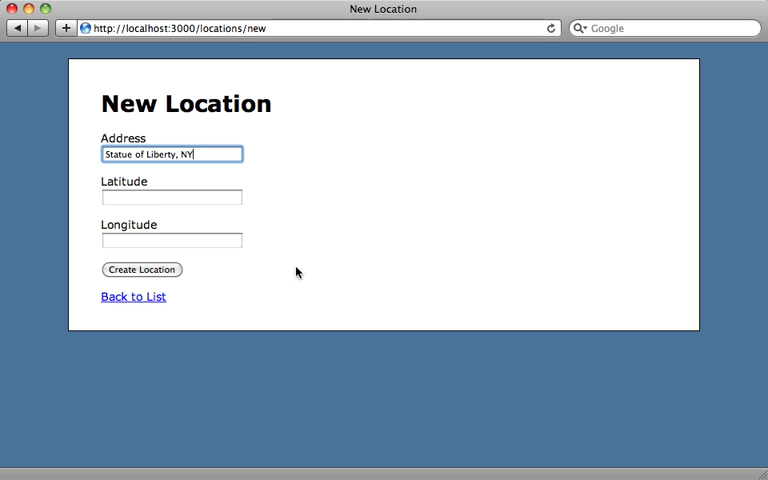 New Location
http://localhost:3000/locations/new
Google
New Location
Address
Statue of Liberty, NY
Latitude
Longitude
Create Location
Back to List